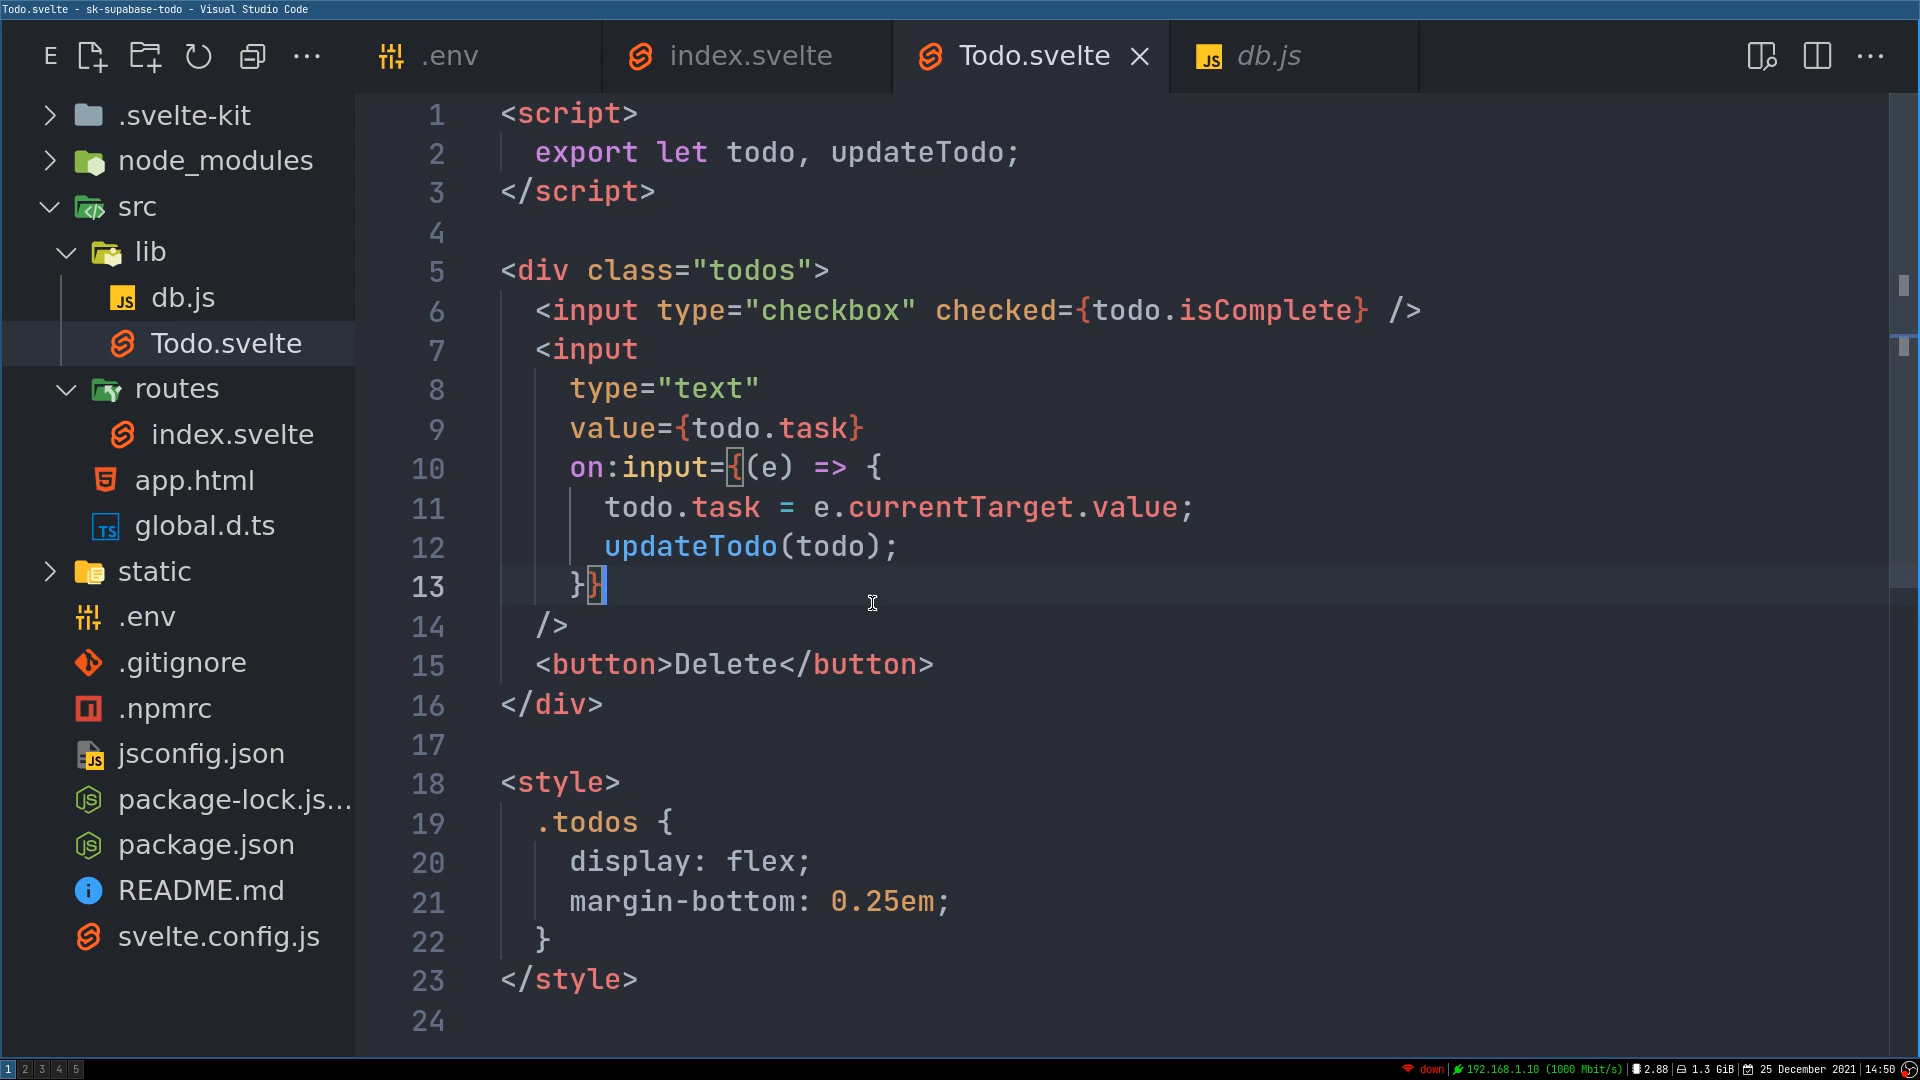 Todo.svelte - sk-supabase-todo - Visual Studio Code
E
.env
index.svelte
Todo.svelte
db.js
.svelte-kit
node_modules
src
lib
db.js
Todo.svelte
routes
index.svelte
app.html
global.d.ts
static
.env
.gitignore
.npmrc
jsconfig.json
package-lock.js...
package.json
README.md
svelte.config.js
1 <script>
2 export let todo, updateTodo;
3 </script>
4
5 <div class="todos">
6 <input type="checkbox" checked={todo.isComplete} />
7 <input
8 type="text"
9 value={todo.task}
10 on:input={(e) => {
11 todo.task = e.currentTarget.value;
12 updateTodo(todo);
13 }}
14 />
15 <button>Delete</button>
16 </div>
17
18 <style>
19 .todos {
20 display: flex;
21 margin-bottom: 0.25em;
22 }
23 </style>
24
1 2 3 4 5
down 192.168.1.10 (1000 Mbit/s) 2.88 1.3 GiB 25 December 2021 14:50